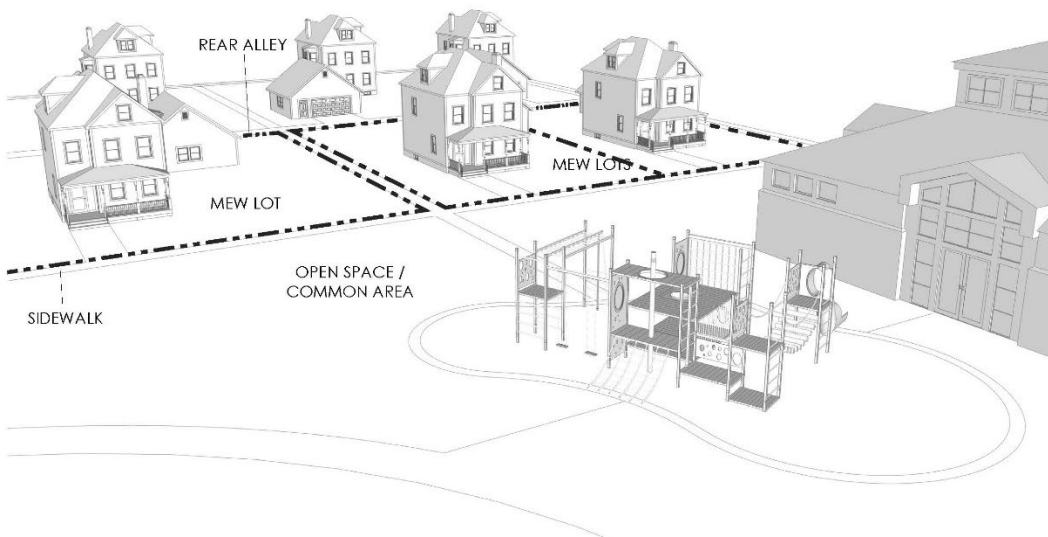 REAR ALLEY
MEW LOTS
MEW LOT
OPEN SPACE /
COMMON AREA
SIDEWALK